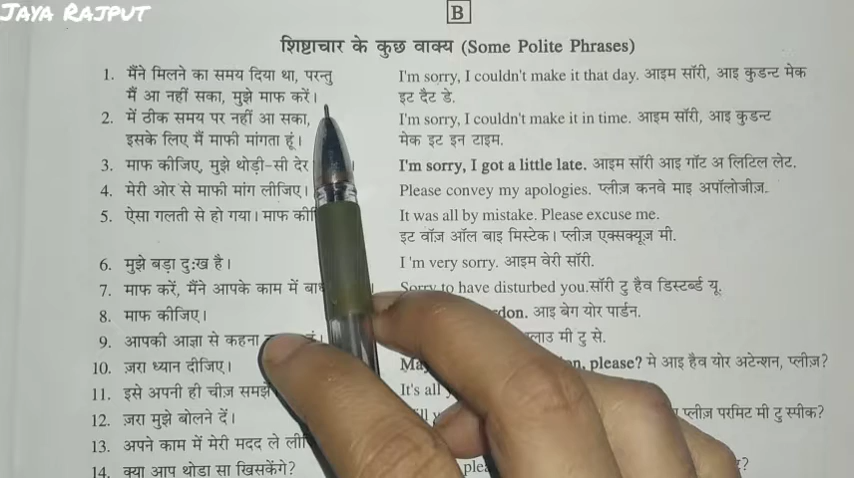 JAYA RAJPUT
B
शिष्टाचार के कुछ वाक्य (Some Polite Phrases)
1. मैंने मिलने का समय दिया था, परन्तु I'm sorry, I couldn't make it that day. आइम सॉरी, आइ कुडन्ट मेक
मैं आ नहीं सका, मुझे माफ करें। इट दैट डे.
2. में ठीक समय पर नहीं आ सका, I'm sorry, I couldn't make it in time. आइम सॉरी, आइ कुडन्ट
इसके लिए मैं माफी मांगता हूं। मेक इट इन टाइम.
3. माफ कीजिए, मुझे थोड़ी-सी देर I'm sorry, I got a little late. आइम सॉरी आइ गॉट अ लिटिल लेट.
4. मेरी ओर से माफी मांग लीजिए। Please convey my apologies. प्लीज़ कनवे माइ अपॉलोजीज़.
5. ऐसा गलती से हो गया। माफ It was all by mistake. Please excuse me.
इट वॉज़ ऑल बाइ मिस्टेक। प्लीज़ एक्सक्यूज़ मी.
6. मुझे बड़ा दुःख है। I'm very sorry. आइम वेरी सॉरी.
7. माफ करें, मैंने आपके काम में Sorry to have disturbed you. सॉरी टु हैव डिस्टर्ब्ड यू.
8. माफ कीजिए। आइ बेग योर पार्डन.
9. आपकी आज्ञा से कहना मी टु से.
10. ज़रा ध्यान दीजिए। please? मे आइ हैव योर अटेन्शन, प्लीज़?
11. इसे अपनी ही चीज़ It's all
12. ज़रा मुझे बोलने दें। प्लीज़ परमिट मी टु स्पीक?
13. अपने काम में मेरी मदद ले
14. क्या आप थोडा सा खिसकेंगे?